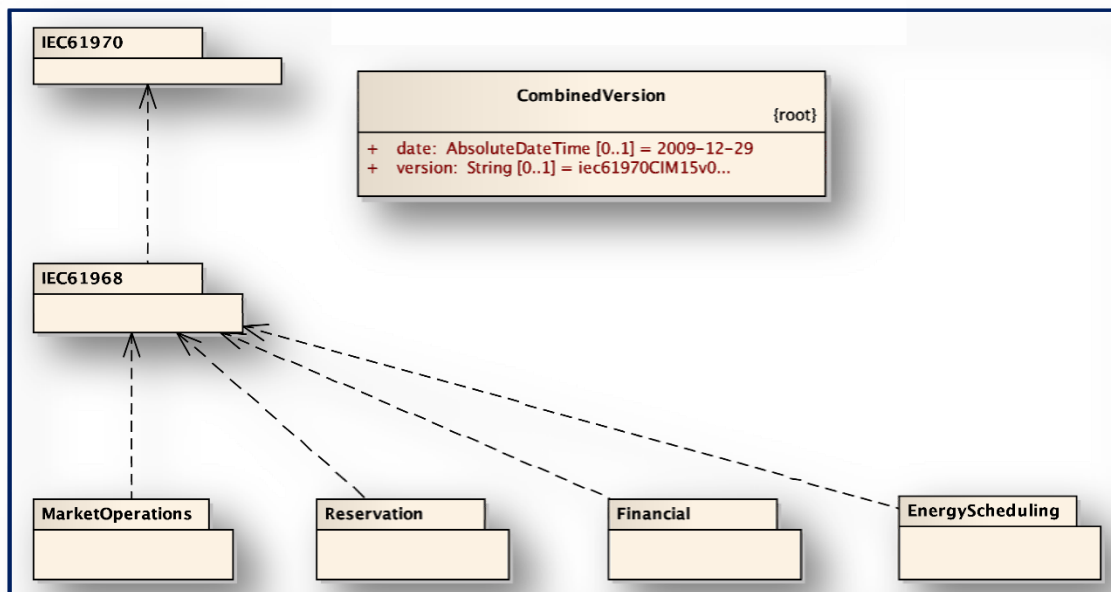 IEC61970
CombinedVersion
{root}
+ date: AbsoluteDateTime [0..1] = 2009-12-29
+ version: String [0..1] = iec61970CIM15v0...
IEC61968
MarketOperations
Reservation
Financial
EnergyScheduling